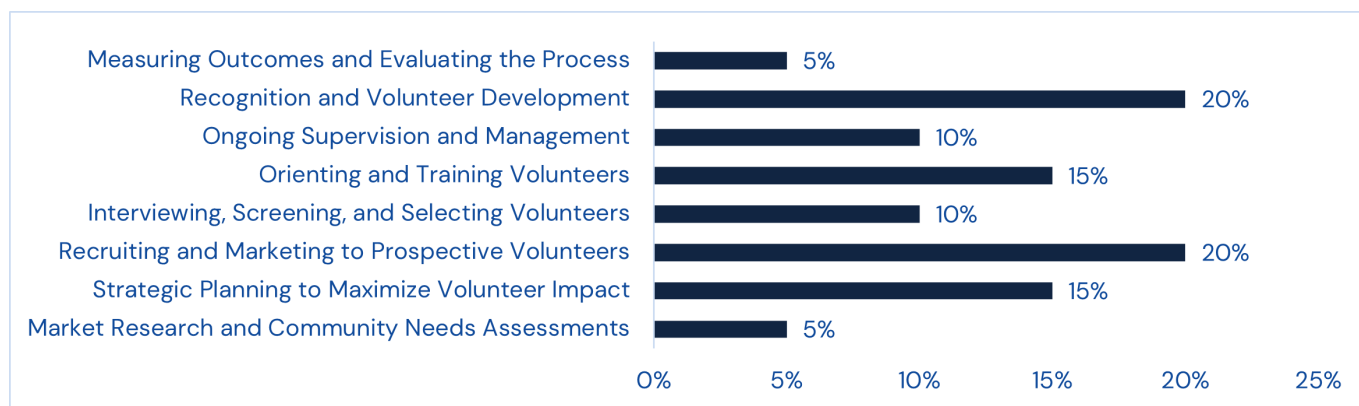 Measuring Outcomes and Evaluating the Process 5%
Recognition and Volunteer Development 20%
Ongoing Supervision and Management 10%
Orienting and Training Volunteers 15%
Interviewing, Screening, and Selecting Volunteers 10%
Recruiting and Marketing to Prospective Volunteers 20%
Strategic Planning to Maximize Volunteer Impact 15%
Market Research and Community Needs Assessments 5%
0% 5% 10% 15% 20% 25%